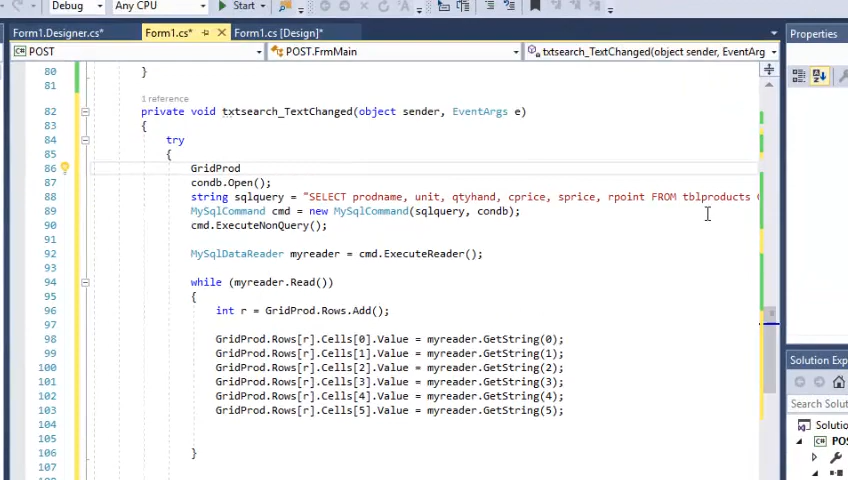 Debug Any CPU Start
Form1.Designer.cs* Form1.cs* Form1.cs [Design]*
POST POST.FrmMain txtsearch_TextChanged(object sender, EventArg
80 }
81
1 reference
82 private void txtsearch_TextChanged(object sender, EventArgs e)
83 {
84 try
85 {
86 GridProd
87 condb.Open();
88 string sqlquery = "SELECT prodname, unit, qtyhand, cprice, sprice, rpoint FROM tblproducts
89 MySqlCommand cmd = new MySqlCommand(sqlquery, condb);
90 cmd.ExecuteNonQuery();
91
92 MySqlDataReader myreader = cmd.ExecuteReader();
93
94 while (myreader.Read())
95 {
96 int r = GridProd.Rows.Add();
97
98 GridProd.Rows[r].Cells[0].Value = myreader.GetString(0);
99 GridProd.Rows[r].Cells[1].Value = myreader.GetString(1);
100 GridProd.Rows[r].Cells[2].Value = myreader.GetString(2);
101 GridProd.Rows[r].Cells[3].Value = myreader.GetString(3);
102 GridProd.Rows[r].Cells[4].Value = myreader.GetString(4);
103 GridProd.Rows[r].Cells[5].Value = myreader.GetString(5);
104
105
106 }
107
Properties
Solution Exp
Search Soluti
Solutio
POS